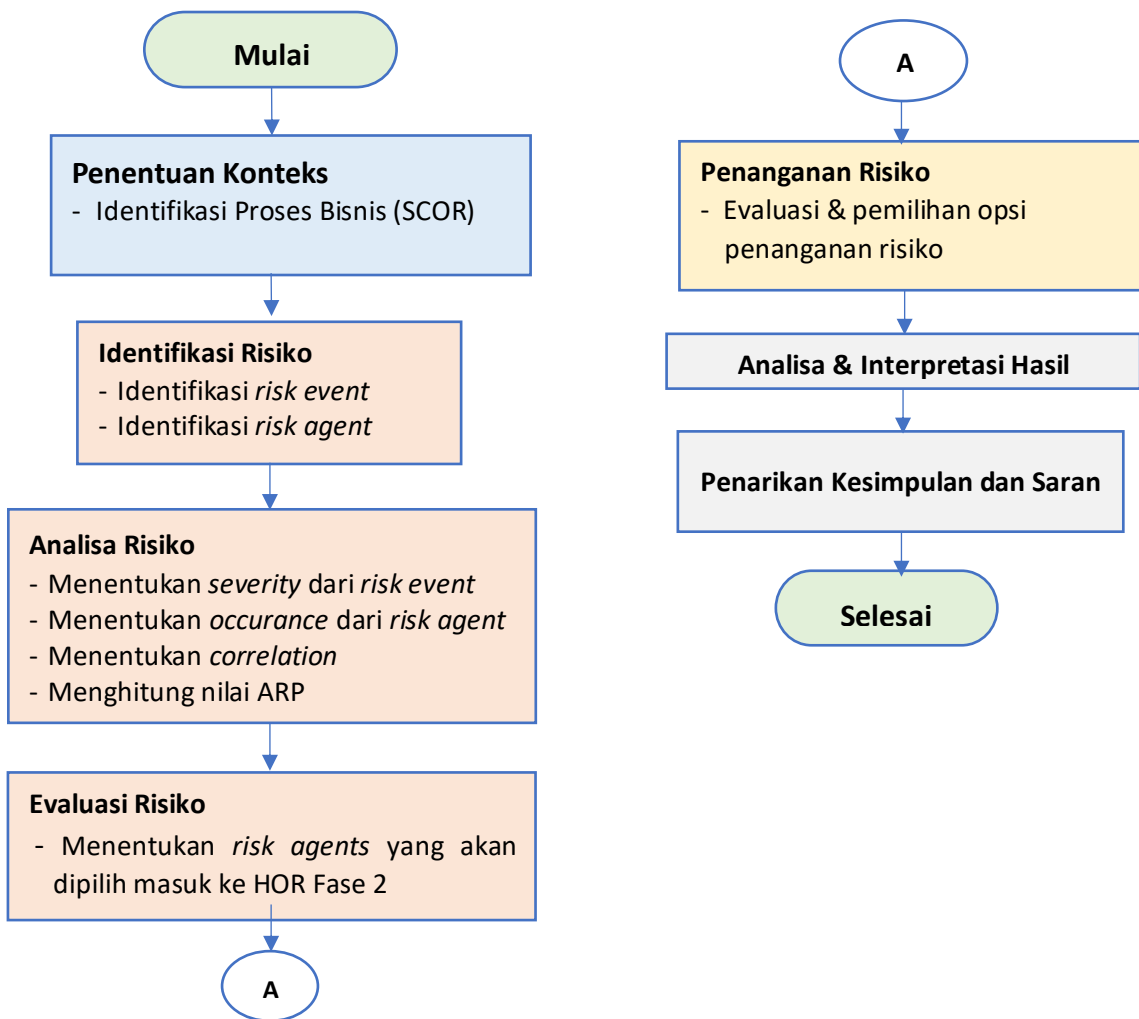 Mulai
Penentuan Konteks
- Identifikasi Proses Bisnis (SCOR)
Identifikasi Risiko
- Identifikasi risk event
- Identifikasi risk agent
Analisa Risiko
- Menentukan severity dari risk event
- Menentukan occurance dari risk agent
- Menentukan correlation
- Menghitung nilai ARP
Evaluasi Risiko
- Menentukan risk agents yang akan
dipilih masuk ke HOR Fase 2
A
A
Penanganan Risiko
- Evaluasi & pemilihan opsi
penanganan risiko
Analisa & Interpretasi Hasil
Penarikan Kesimpulan dan Saran
Selesai